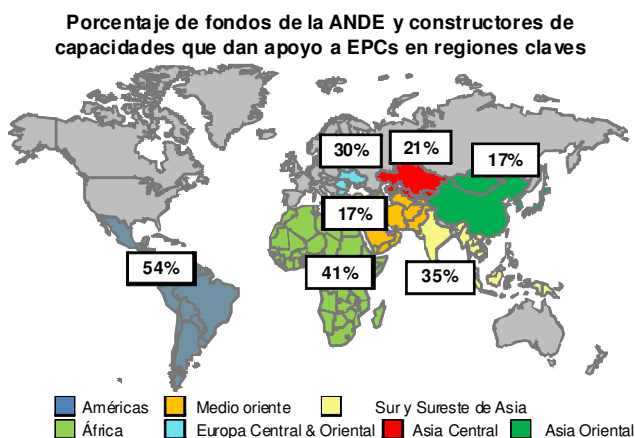 Porcentaje de fondos de la ANDE y constructores de
capacidades que dan apoyo a EPCs en regiones claves
30%
21%
17%
17%
54%
41%
35%
Américas
Medio oriente
Sur y Sureste de Asia
África
Europa Central & Oriental
Asia Central
Asia Oriental